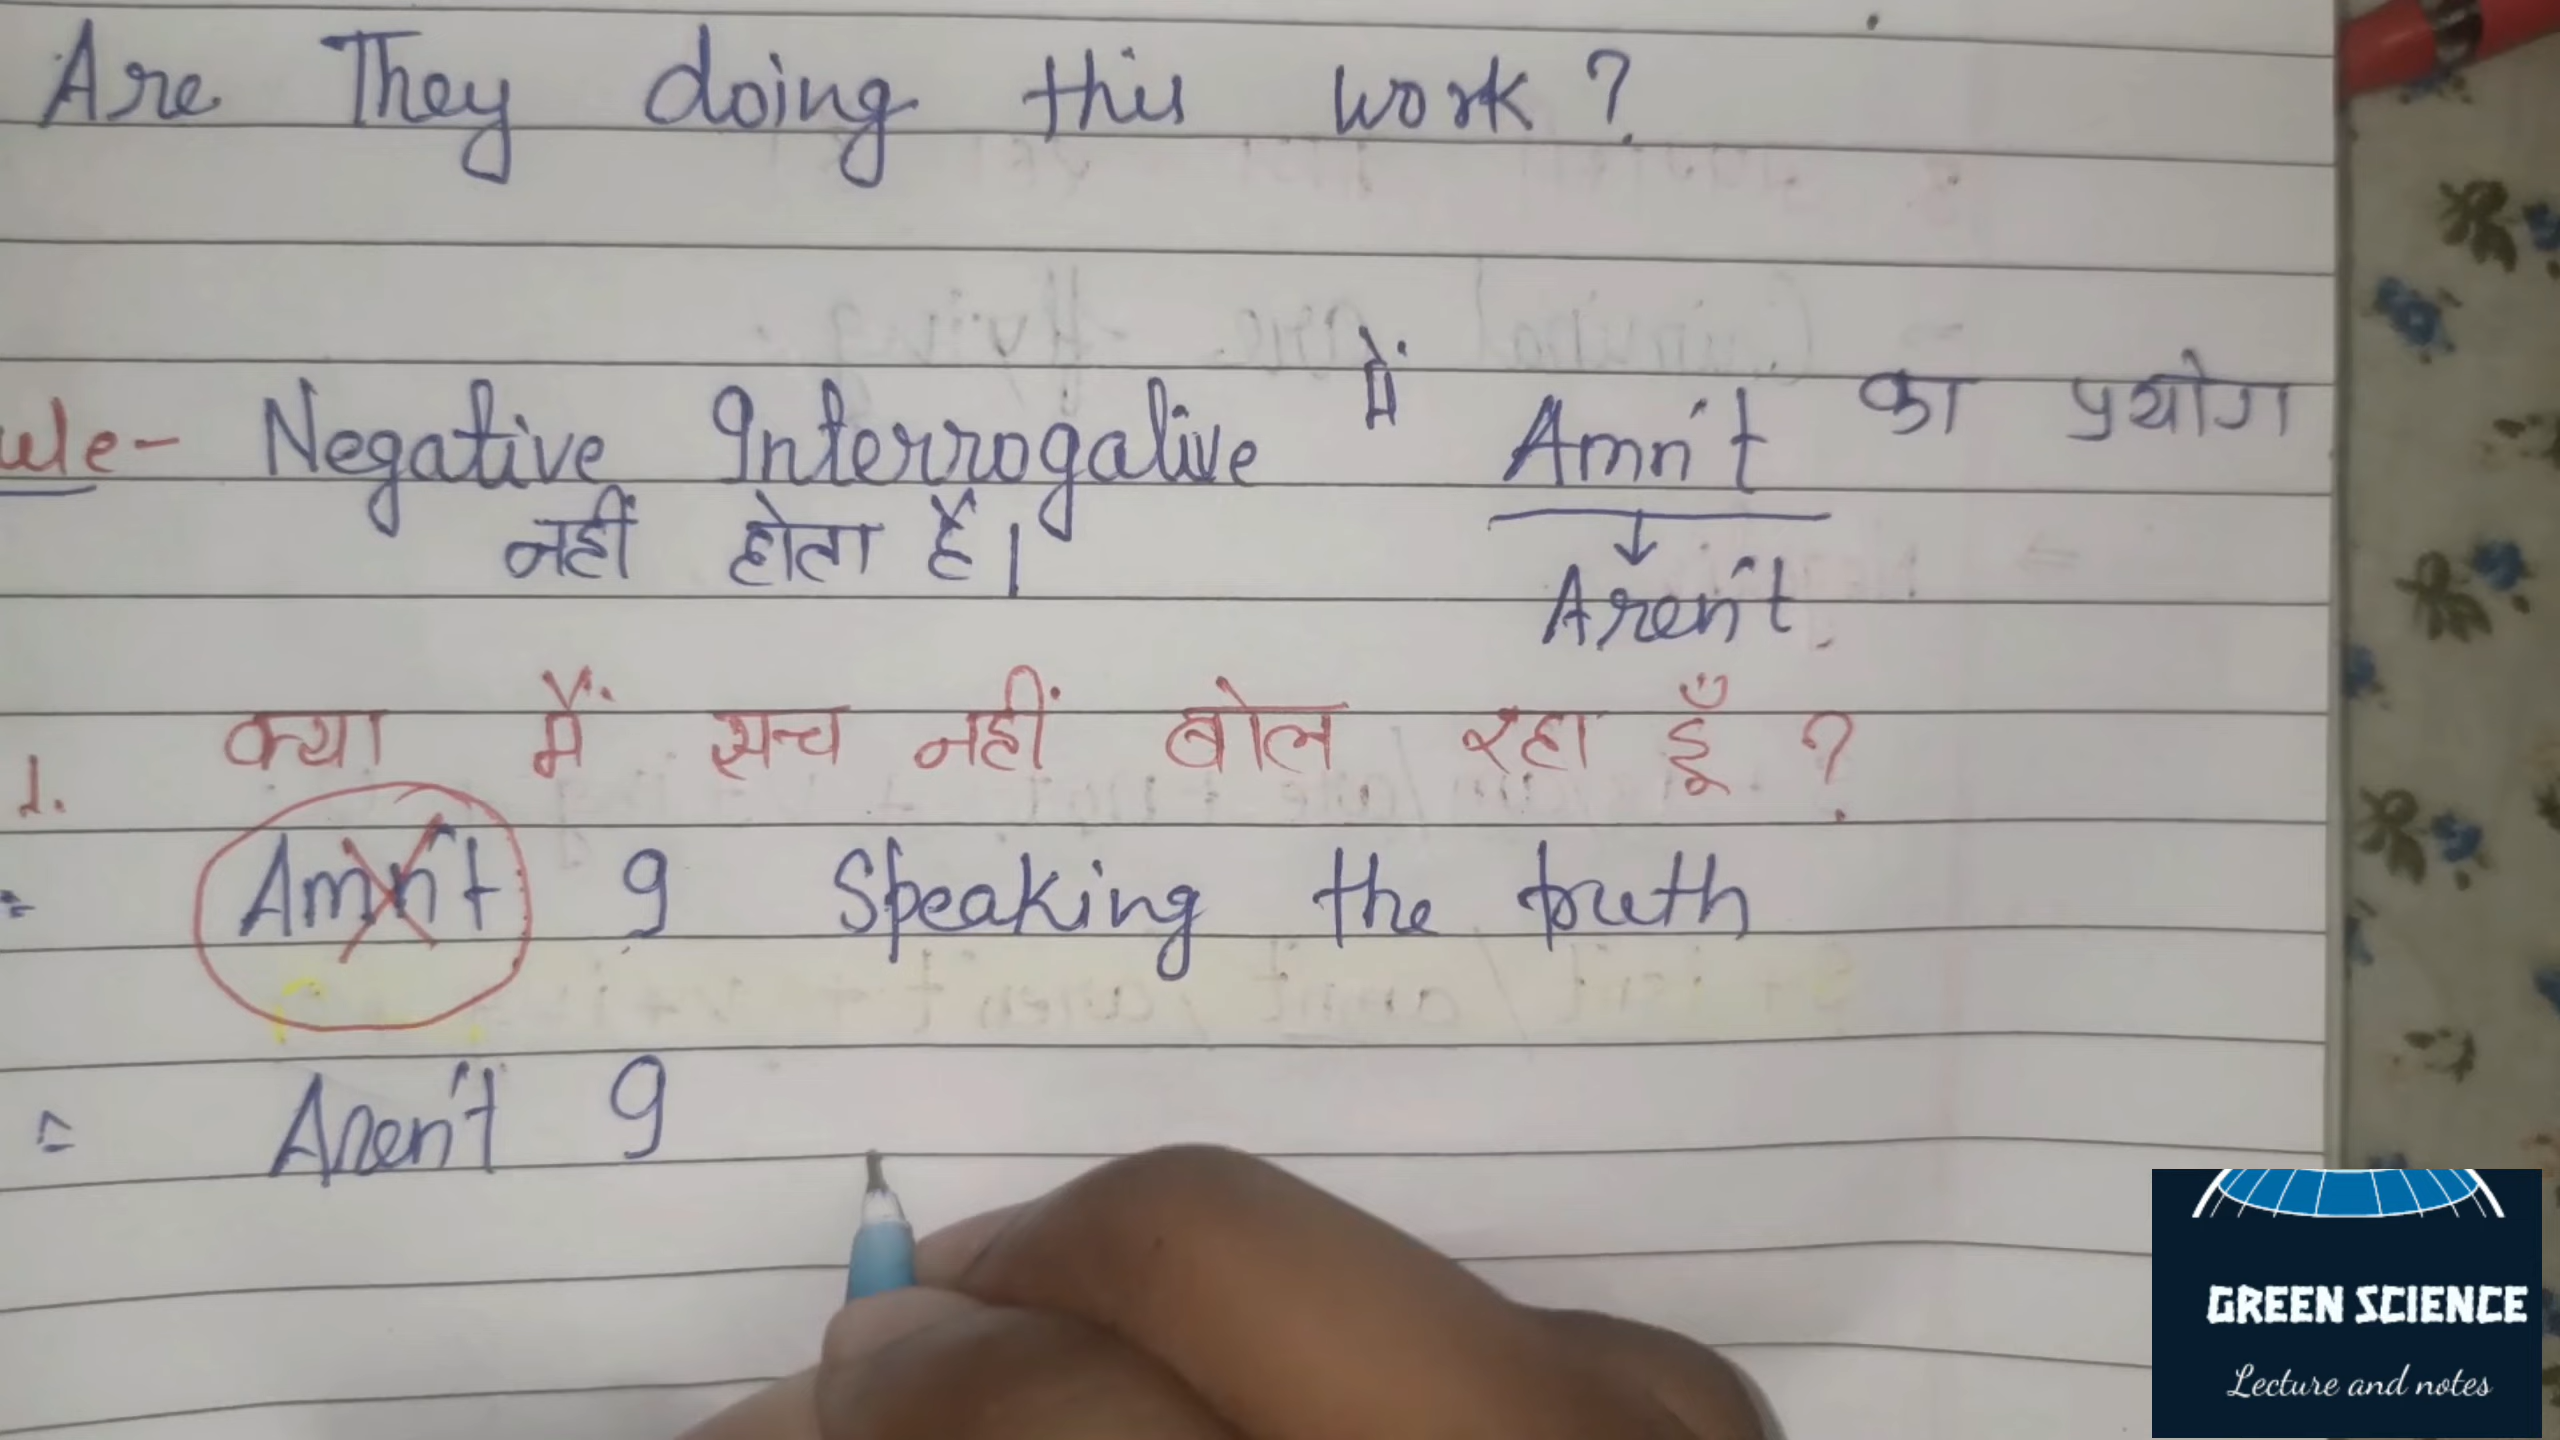 Are They doing this work?
ule- Negative Interrogative में Amn't का प्रयोग
नहीं होता है।
↓
Aren't
क्या मैं सच नहीं बोल रहा हूँ ?
1.
= Amn't I Speaking the truth
= Aren't I
GREEN SCIENCE
Lecture and notes